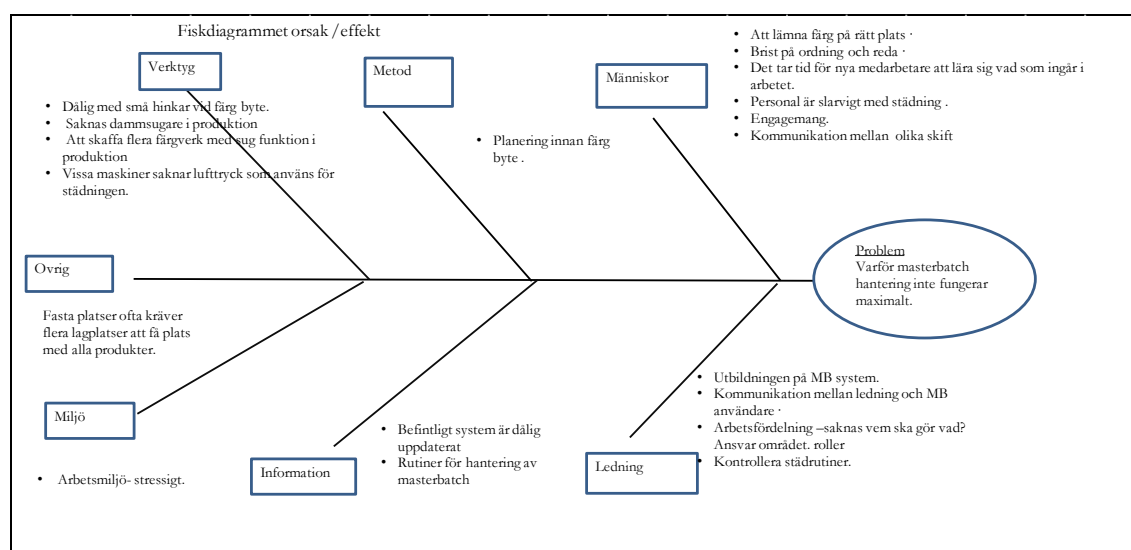 Fiskdiagrammet orsak /effekt
Verktyg
• Dålig med små hinkar vid färg byte.
• Saknas dammsugare i produktion
• Att skaffa flera färgverk med sug funktion i
produktion
• Vissa maskiner saknar lufttryck som använs för
städningen.
Metod
• Planering innan färg
byte .
Människor
• Att lämna färg på rätt plats ·
• Brist på ordning och reda ·
• Det tar tid för nya medarbetare att lära sig vad som ingår i
arbetet.
• Personal är slarvigt med städning .
• Engagemang.
• Kommunikation mellan olika skift
Ovrig
Fasta platser ofta kräver
flera lagplatser att få plats
med alla produkter.
Problem
Varför masterbatch
hantering inte fungerar
maximalt.
Miljö
• Arbetsmiljö- stressigt.
Information
• Befintligt system är dålig
uppdaterat
• Rutiner för hantering av
masterbatch
Ledning
• Utbildningen på MB system.
• Kommunikation mellan ledning och MB
användare ·
• Arbetsfördelning –saknas vem ska gör vad?
Ansvar området. roller
• Kontrollera städrutiner.